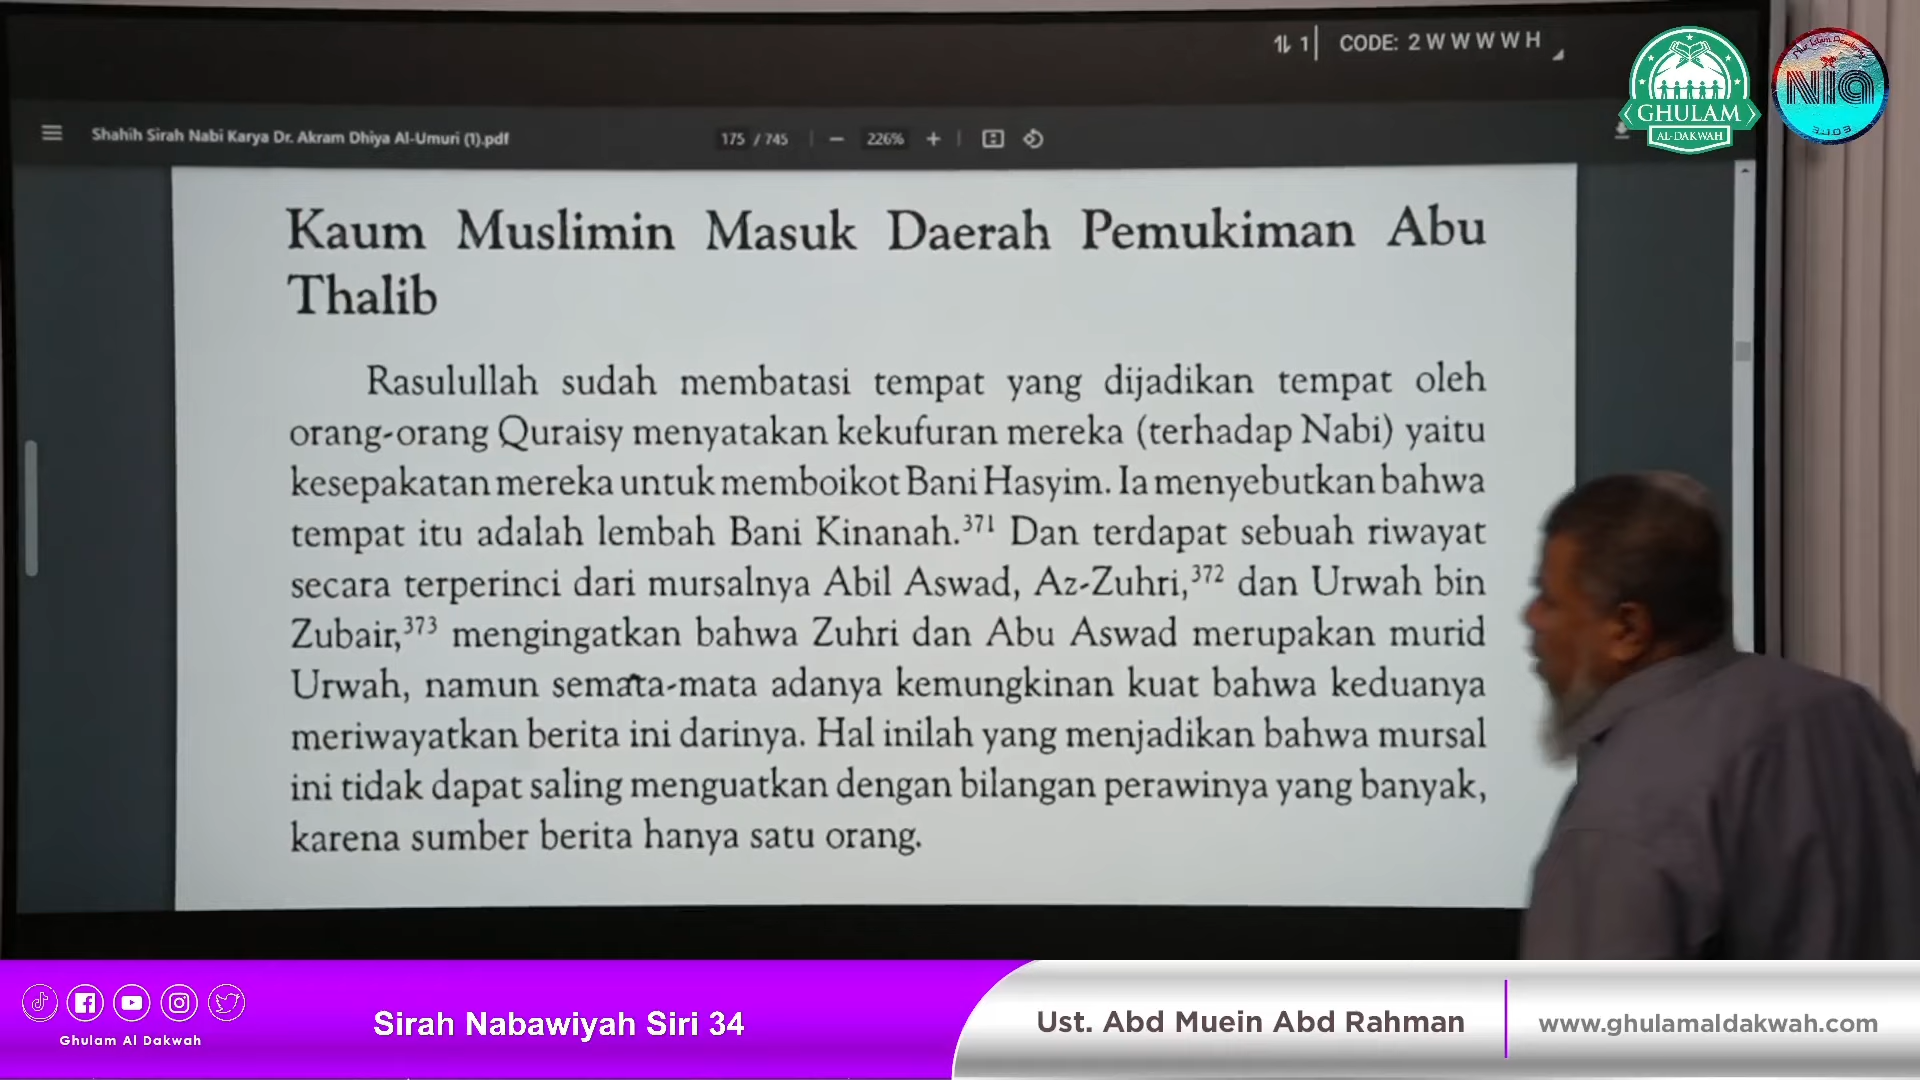 1 CODE: 2 W W W W H
GHULAM
AL-DAKWAH
Nur Islam Academy
NIA
Shahih Sirah Nabi Karya Dr. Akram Dhiya Al-Umuri (1).pdf
175 / 745
226%
Kaum Muslimin Masuk Daerah Pemukiman Abu
Thalib
Rasulullah sudah membatasi tempat yang dijadikan tempat oleh
orang-orang Quraisy menyatakan kekufuran mereka (terhadap Nabi) yaitu
kesepakatan mereka untuk memboikot Bani Hasyim. Ia menyebutkan bahwa
tempat itu adalah lembah Bani Kinanah.371 Dan terdapat sebuah riwayat
secara terperinci dari mursalnya Abil Aswad, Az-Zuhri,372 dan Urwah bin
Zubair,373 mengingatkan bahwa Zuhri dan Abu Aswad merupakan murid
Urwah, namun semata-mata adanya kemungkinan kuat bahwa keduanya
meriwayatkan berita ini darinya. Hal inilah yang menjadikan bahwa mursal
ini tidak dapat saling menguatkan dengan bilangan perawinya yang banyak,
karena sumber berita hanya satu orang.
Ghulam Al Dakwah
Sirah Nabawiyah Siri 34
Ust. Abd Muein Abd Rahman
www.ghulamaldakwah.com